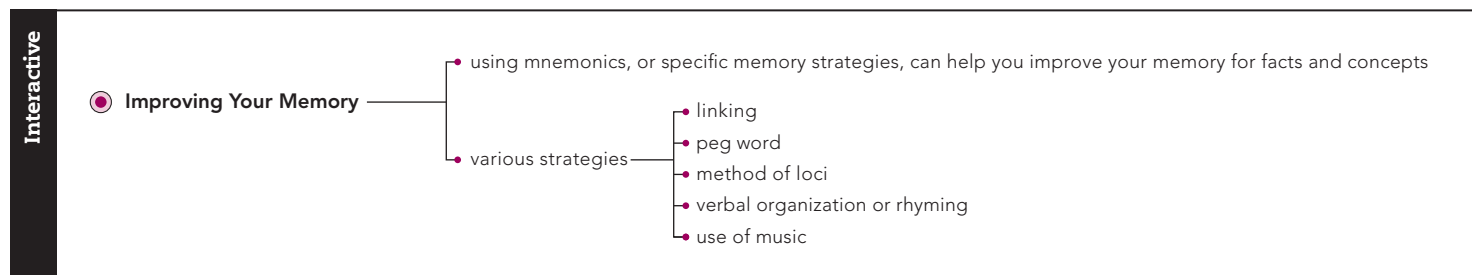 Interactive
Improving Your Memory
using mnemonics, or specific memory strategies, can help you improve your memory for facts and concepts
various strategies
linking
peg word
method of loci
verbal organization or rhyming
use of music